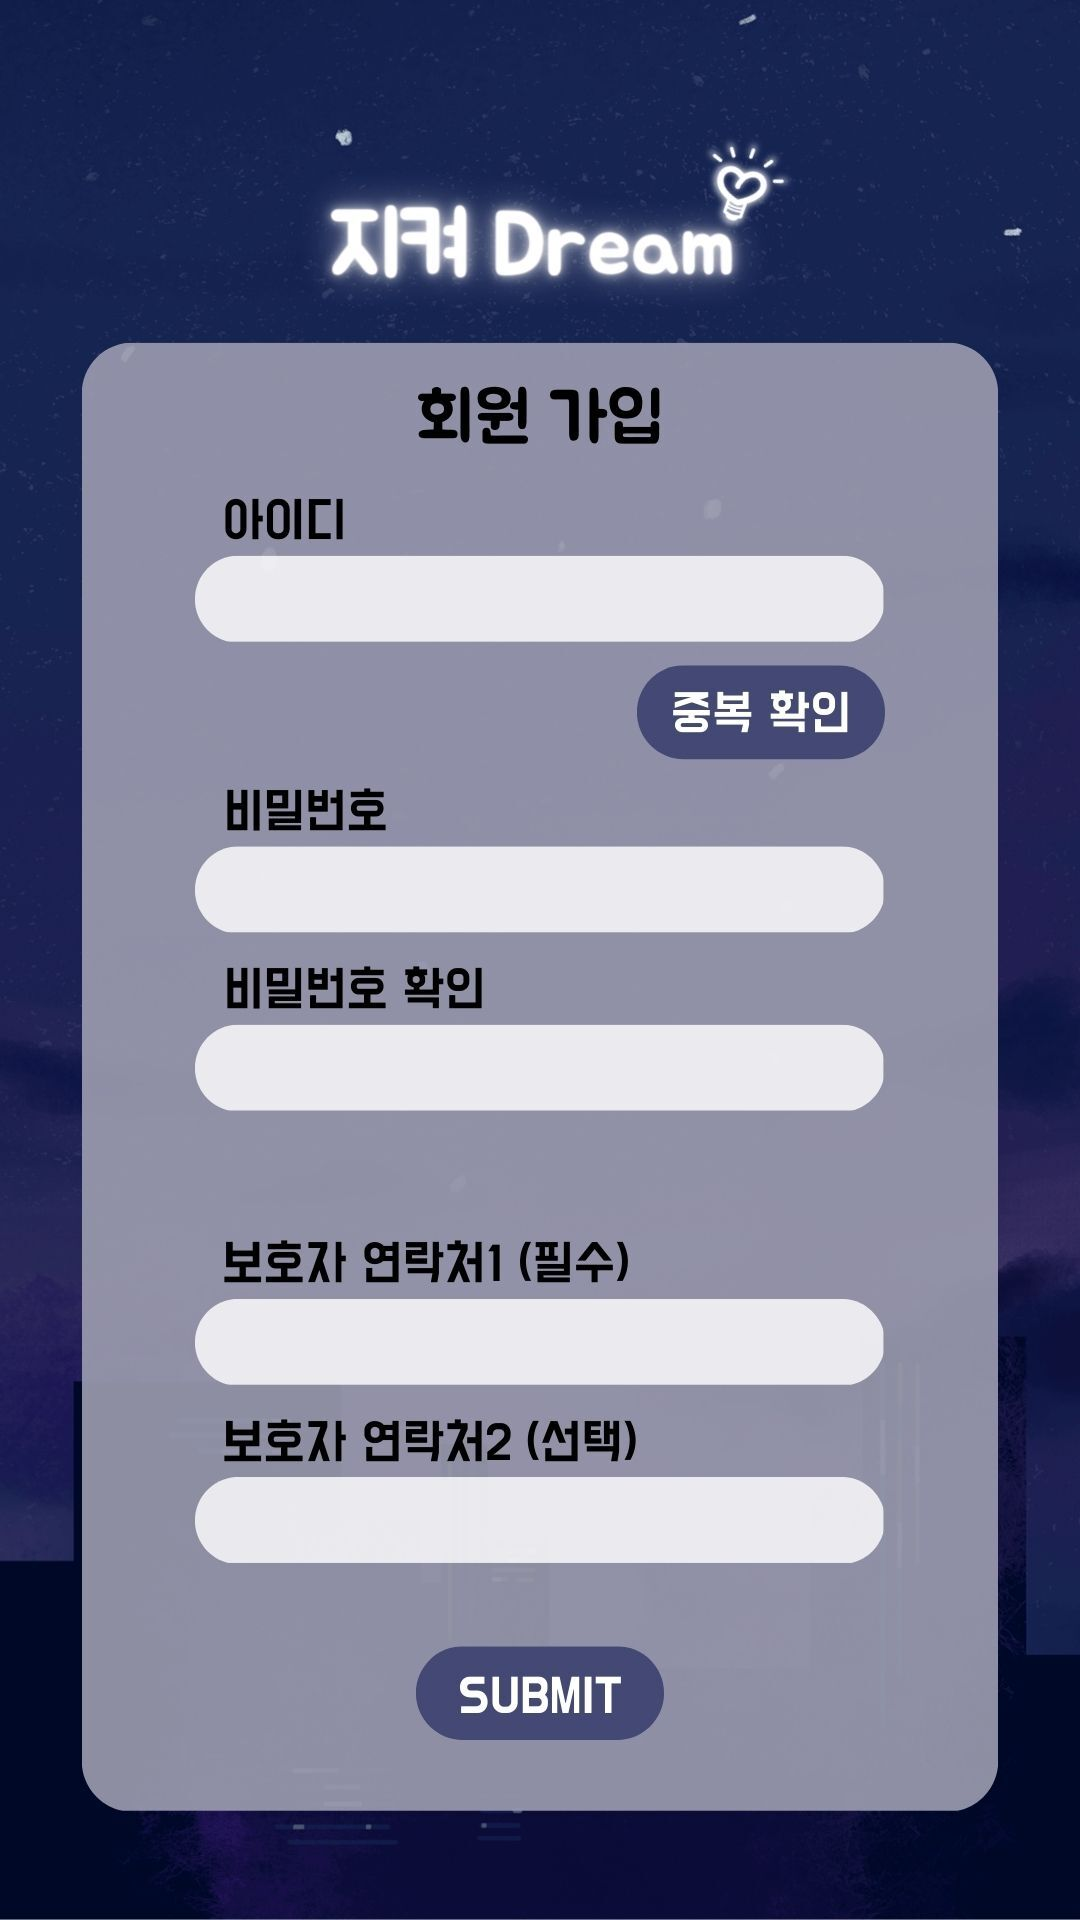 지켜 Dream
회원 가입
아이디
중복 확인
비밀번호
비밀번호 확인
보호자 연락처1 (필수)
보호자 연락처2 (선택)
SUBMIT